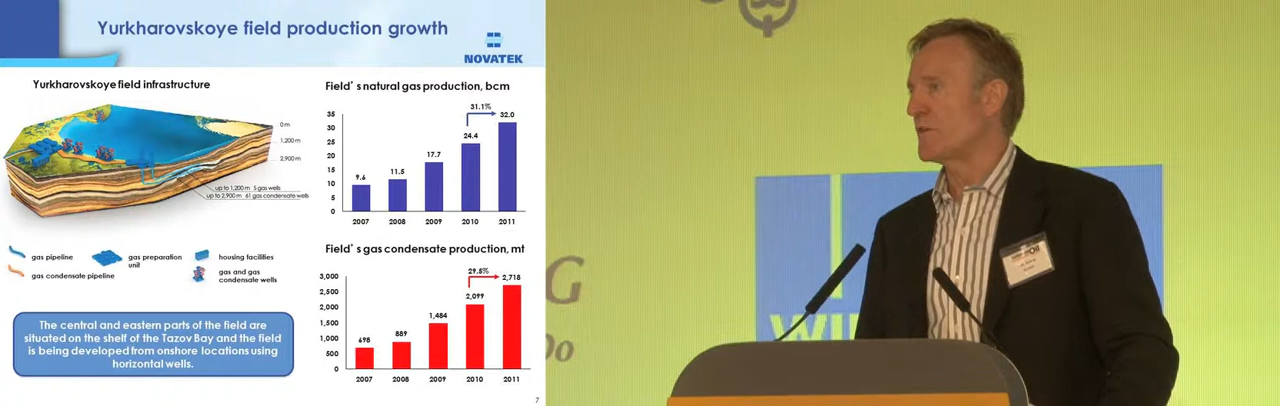 Yurkharovskoye field production growth
NOVATEK
Yurkharovskoye field infrastructure
0 m
1,200 m
2,900 m
up to 1,200 m 5 gas wells
up to 2,900 m 61 gas condensate wells
gas pipeline
gas preparation
unit
housing facilities
gas condensate pipeline
gas and gas
condensate wells
The central and eastern parts of the field are
situated on the shelf of the Tazov Bay and the field
is being developed from onshore locations using
horizontal wells.
Field's natural gas production, bcm
35
30
25
20
15
10
5
0
9.6
11.5
17.7
24.4
31.1%
32.0
2007 2008 2009 2010 2011
Field's gas condensate production, mt
3,000
2,500
2,000
1,500
1,000
500
0
698
889
1,484
2,099
29.5%
2,718
2007 2008 2009 2010 2011
7
G
Do
WI
Oil